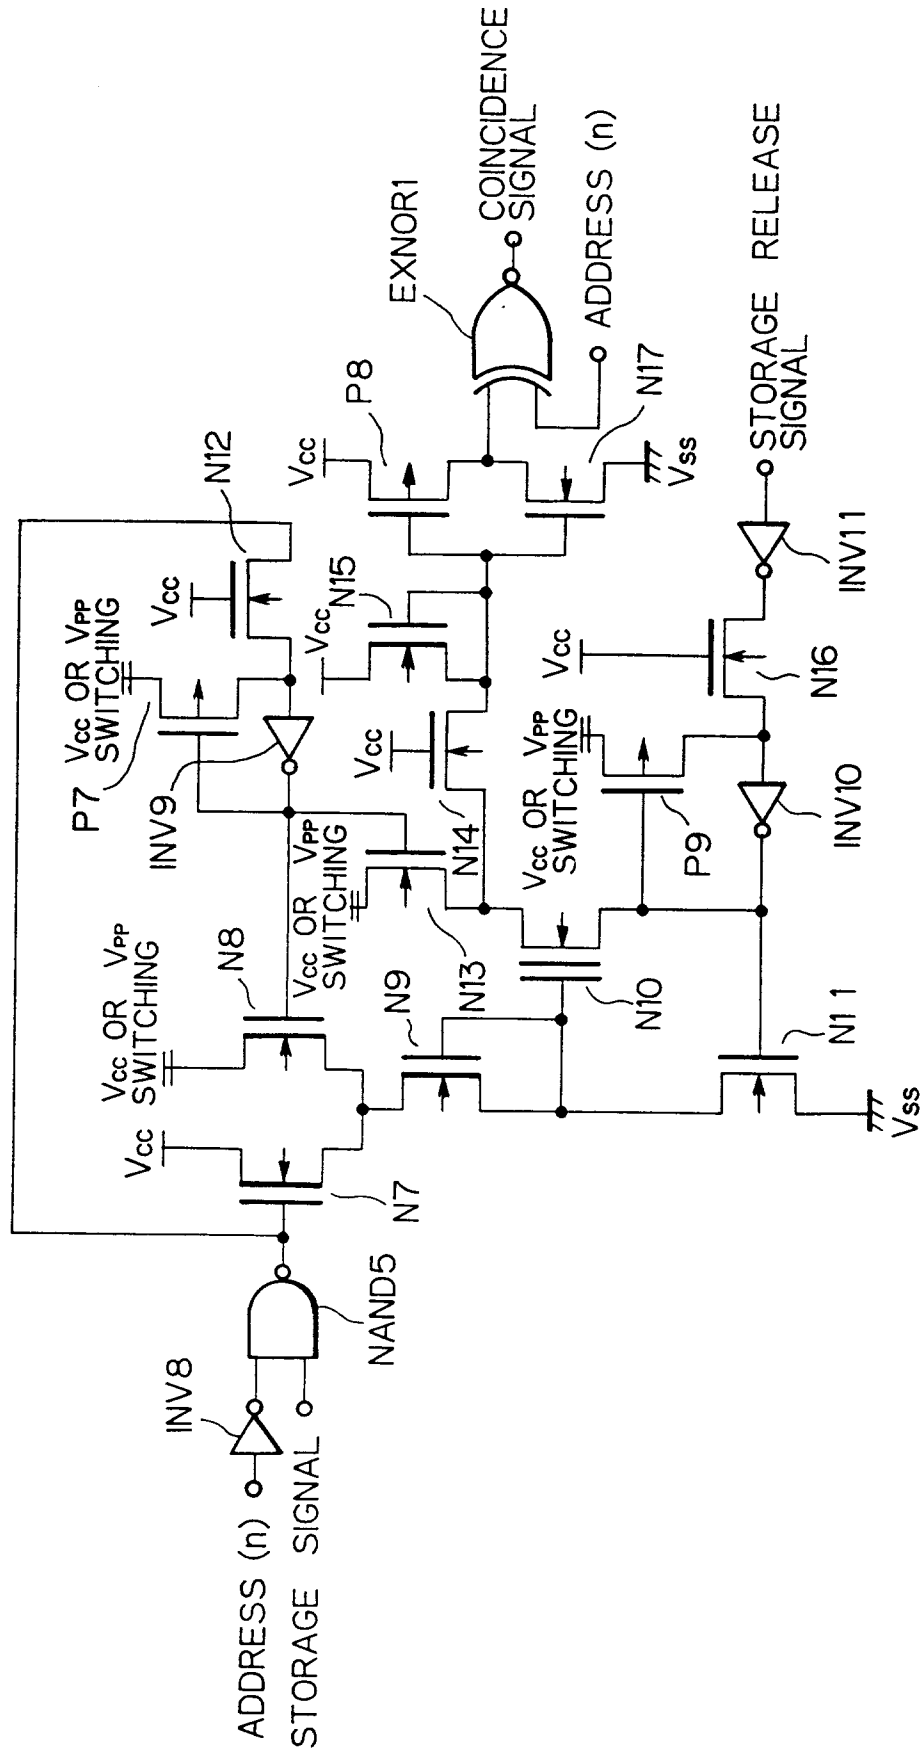 ADDRESS (n)
STORAGE SIGNAL
INV8
NAND5
Vcc
N7
Vcc OR VPP
SWITCHING
N8
N9
Vcc OR VPP
SWITCHING
N13
P7
INV9
Vcc OR VPP
SWITCHING
Vcc
N12
Vcc
N14
Vcc
N15
Vcc
P8
EXNOR1
COINCIDENCE
SIGNAL
ADDRESS (n)
N17
Vss
N10
N11
Vss
Vcc OR VPP
SWITCHING
P9
INV10
Vcc
N16
INV11
STORAGE RELEASE
SIGNAL